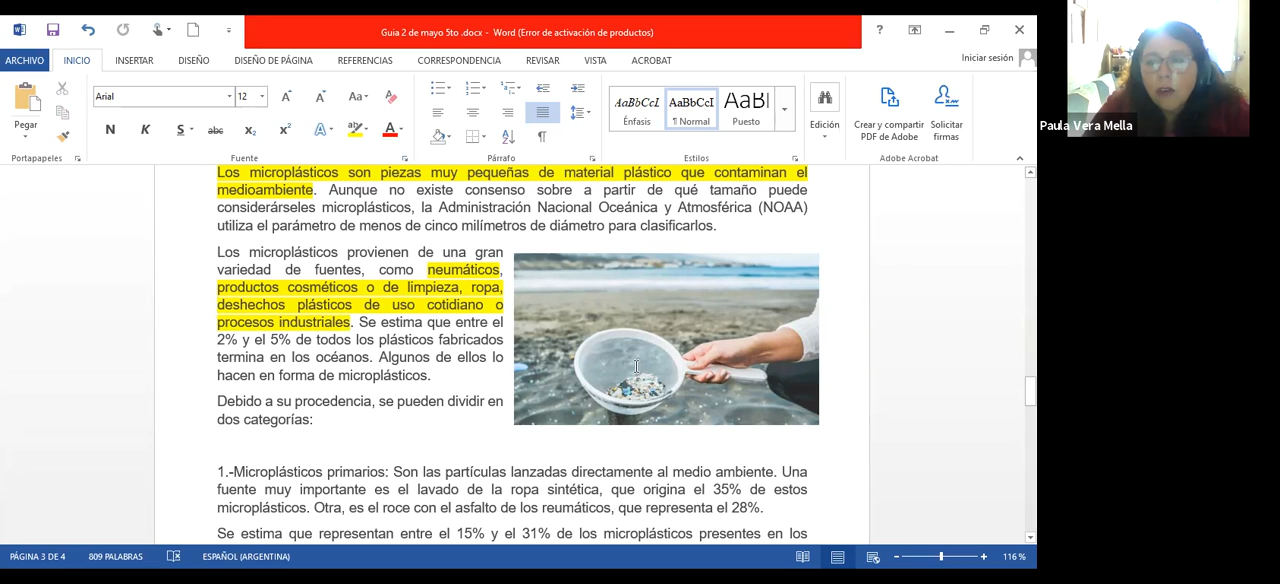 Guia 2 de mayo 5to .docx - Word (Error de activación de productos)
?
ARCHIVO INICIO INSERTAR DISEÑO DISEÑO DE PÁGINA REFERENCIAS CORRESPONDENCIA REVISAR VISTA ACROBAT
Iniciar sesión
Arial 12
Pegar
Portapapeles
Fuente
Párrafo
AaBbCcI Énfasis
AaBbCcI ¶ Normal
AaBbI Puesto
Estilos
Edición
Crear y compartir PDF de Adobe
Solicitar firmas
Adobe Acrobat
Paula Vera Mella
Los microplásticos son piezas muy pequeñas de material plástico que contaminan el
medioambiente. Aunque no existe consenso sobre a partir de qué tamaño puede
considerárseles microplásticos, la Administración Nacional Oceánica y Atmosférica (NOAA)
utiliza el parámetro de menos de cinco milímetros de diámetro para clasificarlos.
Los microplásticos provienen de una gran
variedad de fuentes, como neumáticos,
productos cosméticos o de limpieza, ropa,
deshechos plásticos de uso cotidiano o
procesos industriales. Se estima que entre el
2% y el 5% de todos los plásticos fabricados
termina en los océanos. Algunos de ellos lo
hacen en forma de microplásticos.
Debido a su procedencia, se pueden dividir en
dos categorías:
1.-Microplásticos primarios: Son las partículas lanzadas directamente al medio ambiente. Una
fuente muy importante es el lavado de la ropa sintética, que origina el 35% de estos
microplásticos. Otra, es el roce con el asfalto de los reumáticos, que representa el 28%.
Se estima que representan entre el 15% y el 31% de los microplásticos presentes en los
PÁGINA 3 DE 4 809 PALABRAS ESPAÑOL (ARGENTINA) 116 %